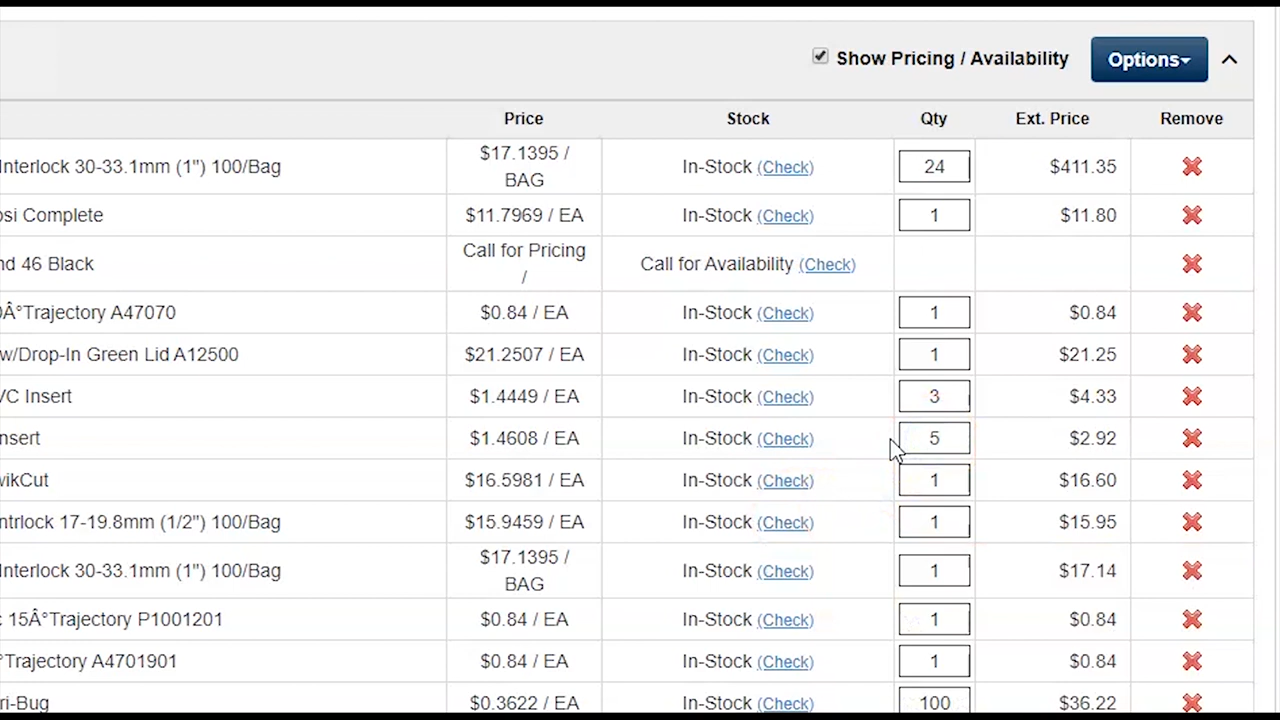 Show Pricing / Availability Options
Price Stock Qty Ext. Price Remove
Interlock 30-33.1mm (1") 100/Bag $17.1395 / BAG In-Stock (Check) 24 $411.35
osi Complete $11.7969 / EA In-Stock (Check) 1 $11.80
nd 46 Black Call for Pricing / Call for Availability (Check)
0Â°Trajectory A47070 $0.84 / EA In-Stock (Check) 1 $0.84
w/Drop-In Green Lid A12500 $21.2507 / EA In-Stock (Check) 1 $21.25
VC Insert $1.4449 / EA In-Stock (Check) 3 $4.33
nsert $1.4608 / EA In-Stock (Check) 5 $2.92
wikCut $16.5981 / EA In-Stock (Check) 1 $16.60
ntrlock 17-19.8mm (1/2") 100/Bag $15.9459 / EA In-Stock (Check) 1 $15.95
Interlock 30-33.1mm (1") 100/Bag $17.1395 / BAG In-Stock (Check) 1 $17.14
c 15Â°Trajectory P1001201 $0.84 / EA In-Stock (Check) 1 $0.84
°Trajectory A4701901 $0.84 / EA In-Stock (Check) 1 $0.84
ri-Bug $0.3622 / EA In-Stock (Check) 100 $36.22